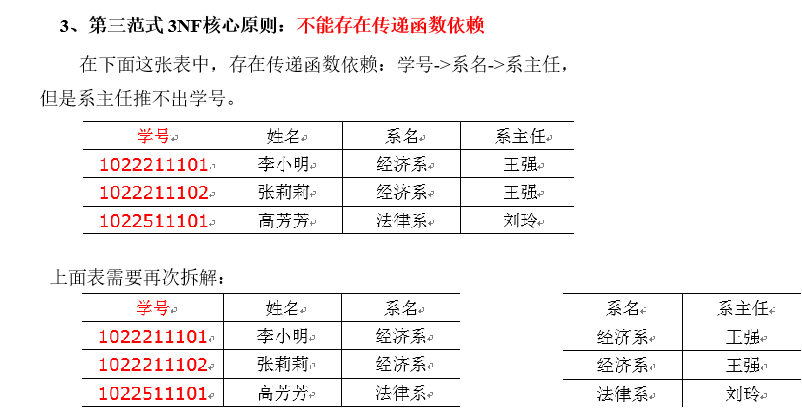 3、第三范式 3NF核心原则：不能存在传递函数依赖
在下面这张表中，存在传递函数依赖：学号->系名->系主任，
但是系主任推不出学号。
学号 姓名 系名 系主任
1022211101 李小明 经济系 王强
1022211102 张莉莉 经济系 王强
1022511101 高芳芳 法律系 刘玲
上面表需要再次拆解：
学号 姓名 系名 系名 系主任
1022211101 李小明 经济系 经济系 王强
1022211102 张莉莉 经济系 经济系 王强
1022511101 高芳芳 法律系 法律系 刘玲